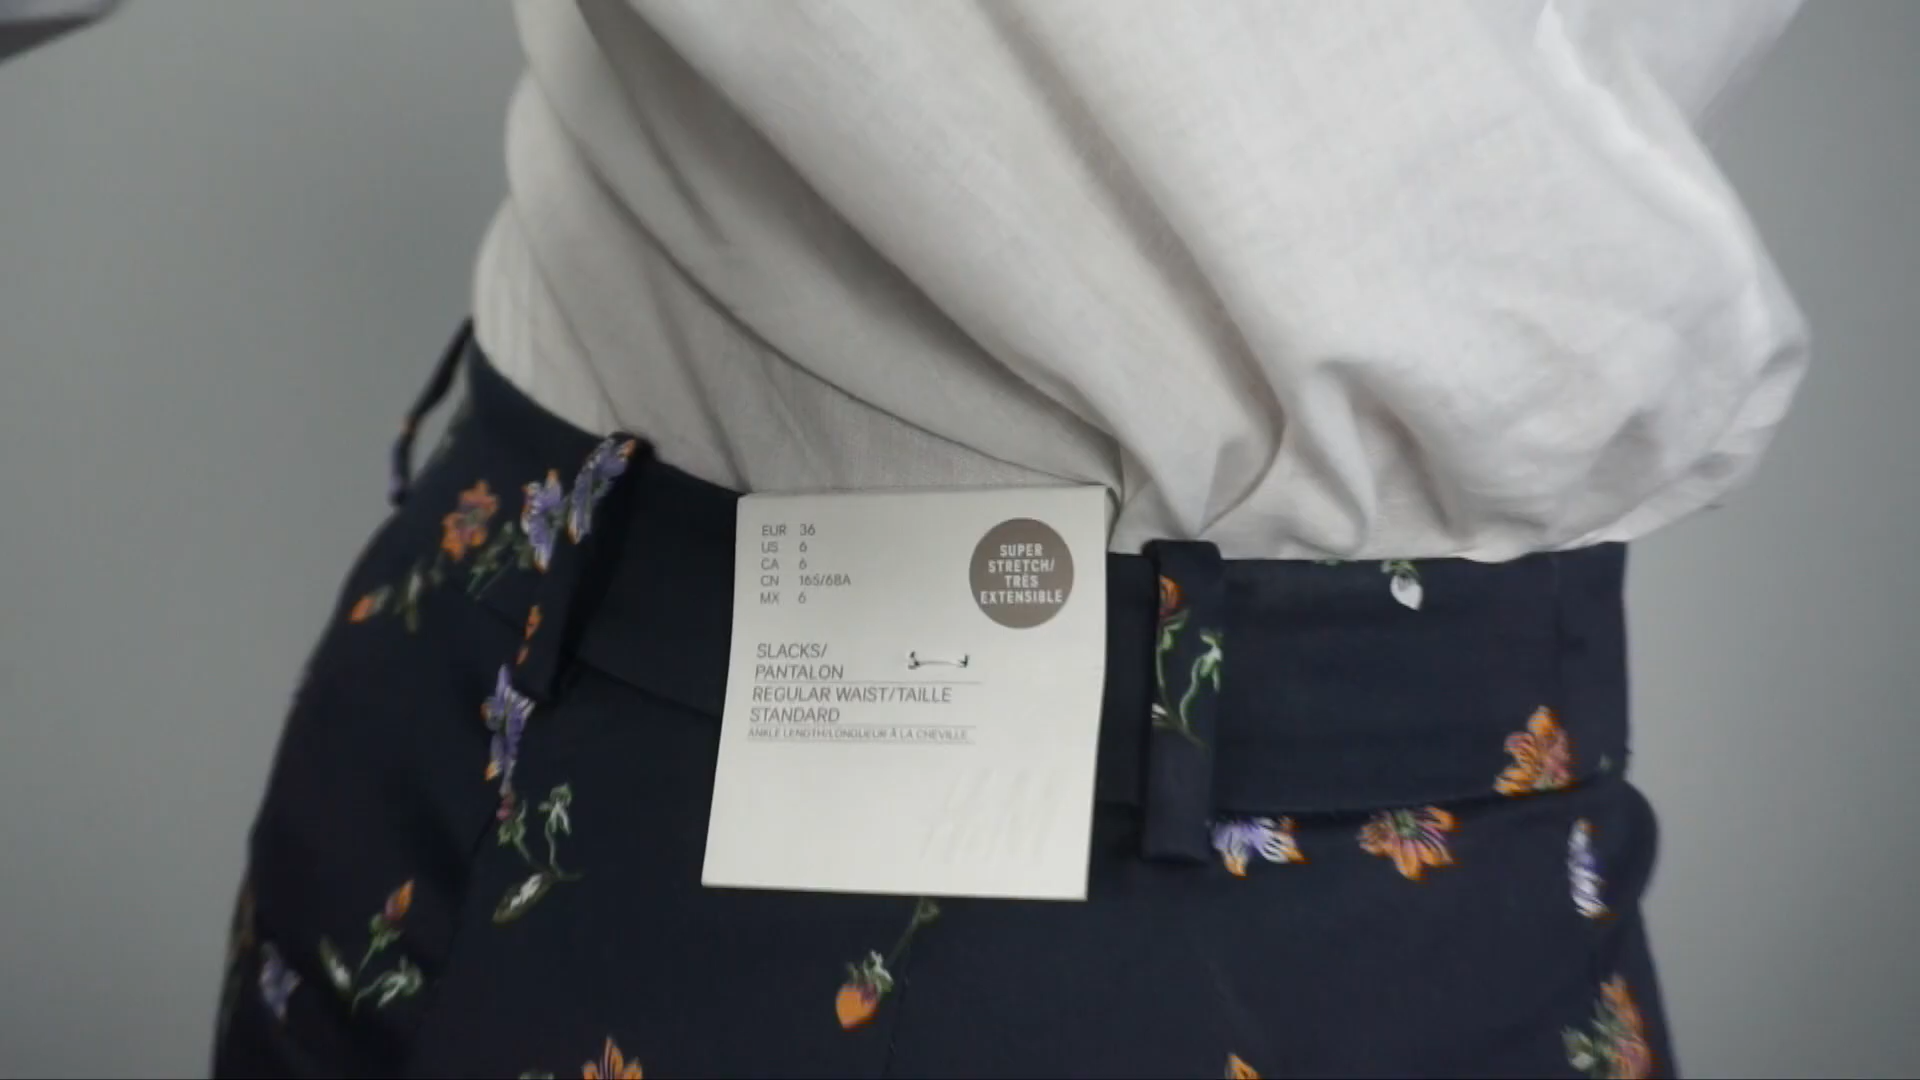 EUR 36
US 6
CA 6
CN 165/68A
MX 6
SUPER
STRETCH/
TRÈS
EXTENSIBLE
SLACKS/
PANTALON
REGULAR WAIST/TAILLE
STANDARD
ANKLE LENGTH/LONGUEUR À LA CHEVILLE